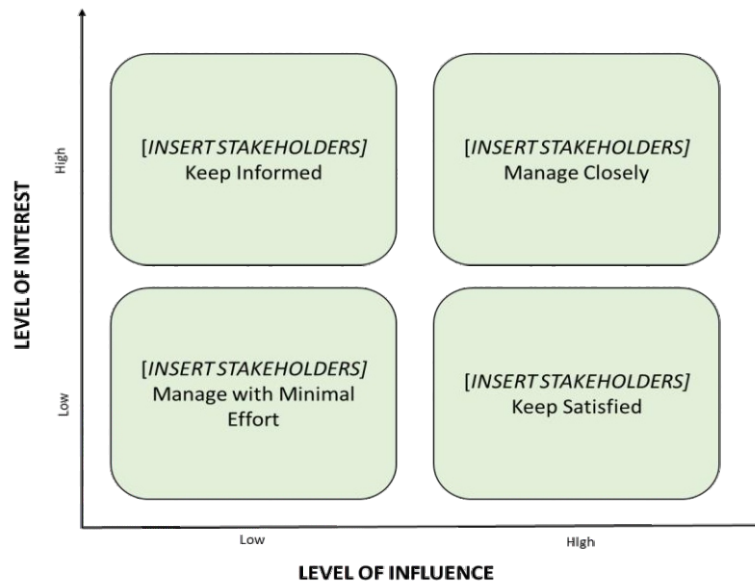 LEVEL OF INTEREST
High
Low
[INSERT STAKEHOLDERS]
Keep Informed
[INSERT STAKEHOLDERS]
Manage Closely
[INSERT STAKEHOLDERS]
Manage with Minimal
Effort
[INSERT STAKEHOLDERS]
Keep Satisfied
Low
HIgh
LEVEL OF INFLUENCE